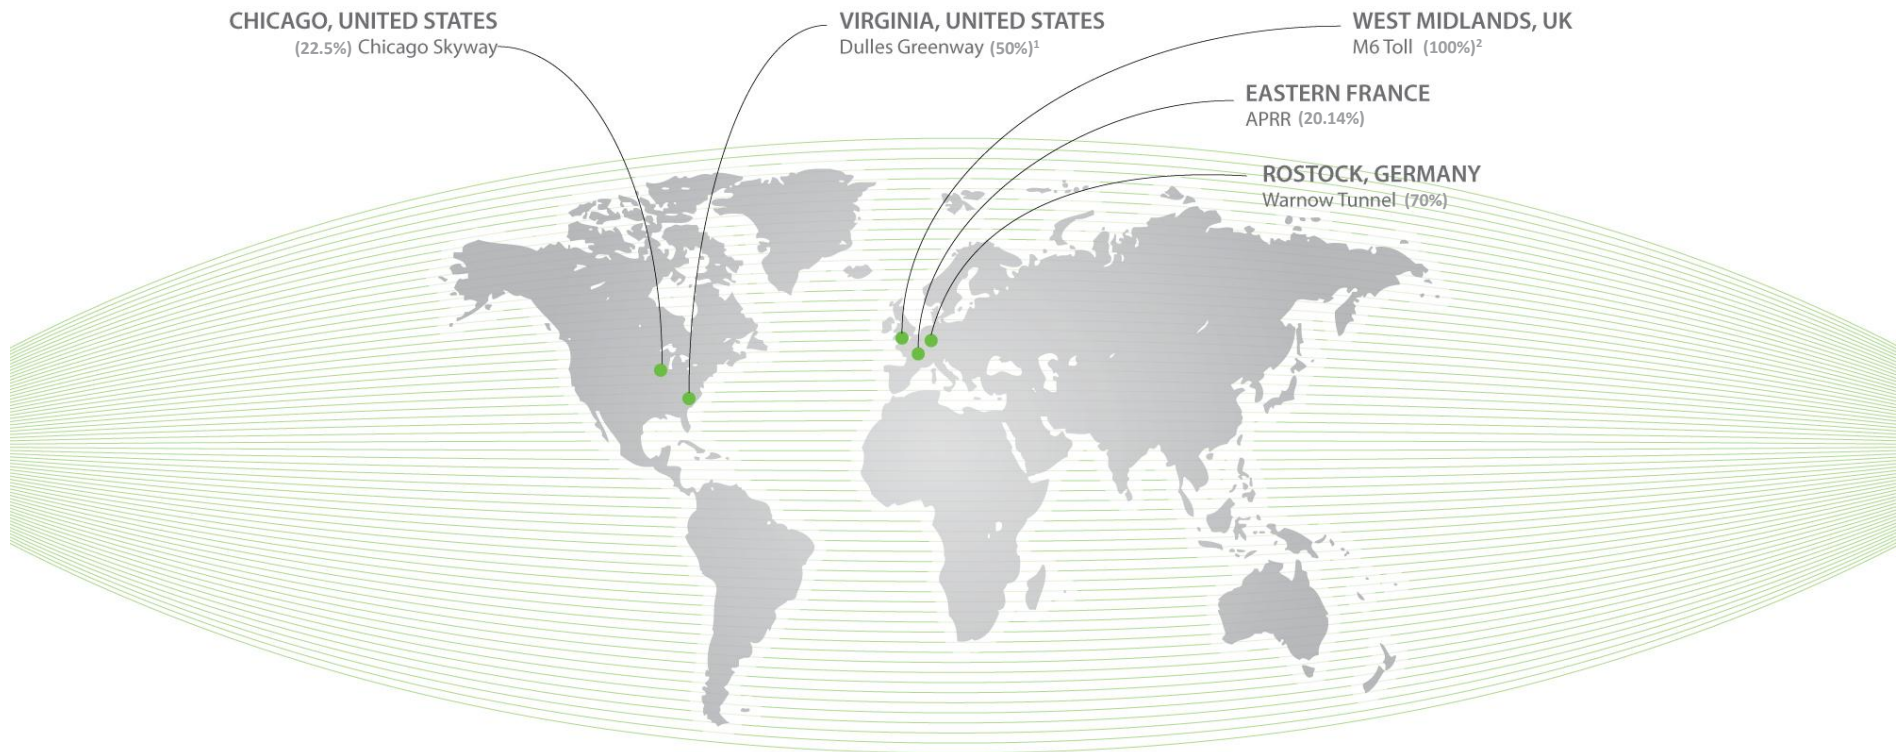 CHICAGO, UNITED STATES
(22.5%) Chicago Skyway
VIRGINIA, UNITED STATES
Dulles Greenway (50%)¹
WEST MIDLANDS, UK
M6 Toll (100%)²
EASTERN FRANCE
APRR (20.14%)
ROSTOCK, GERMANY
Warnow Tunnel (70%)